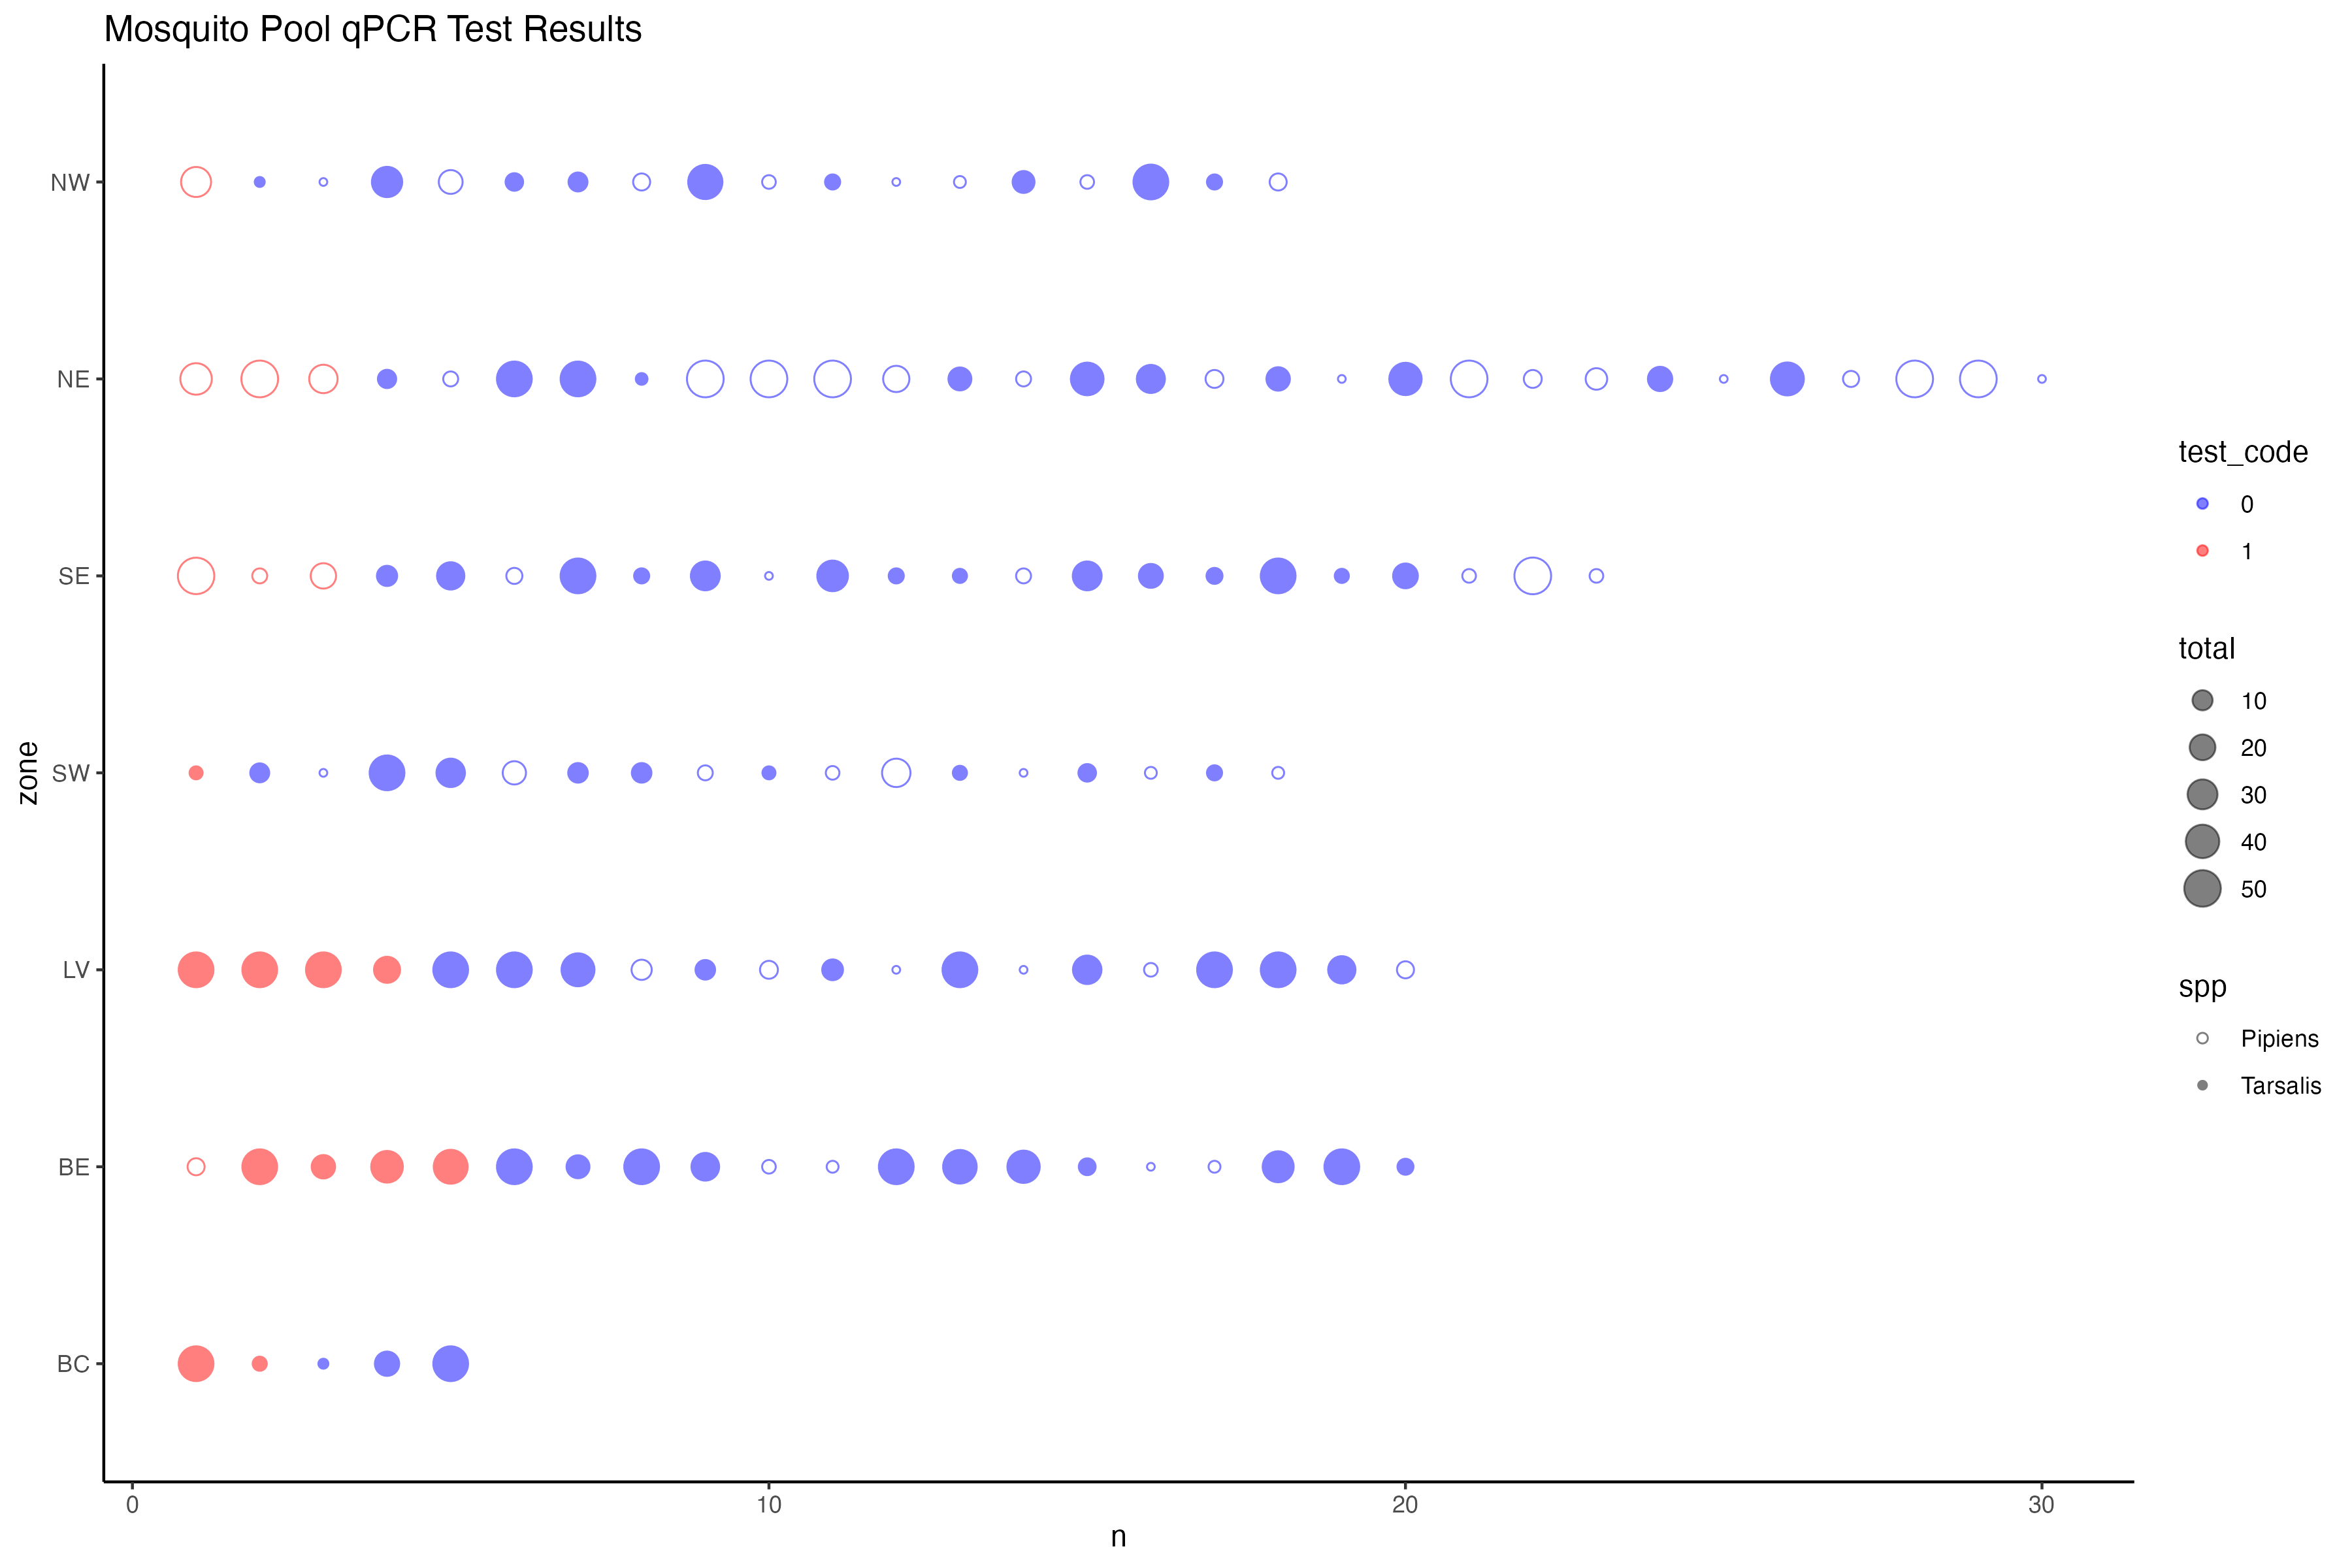 Mosquito Pool qPCR Test Results
NW
NE
SE
SW
LV
BE
BC
zone
0
10
20
30
n
test_code
0
1
total
10
20
30
40
50
spp
Pipiens
Tarsalis